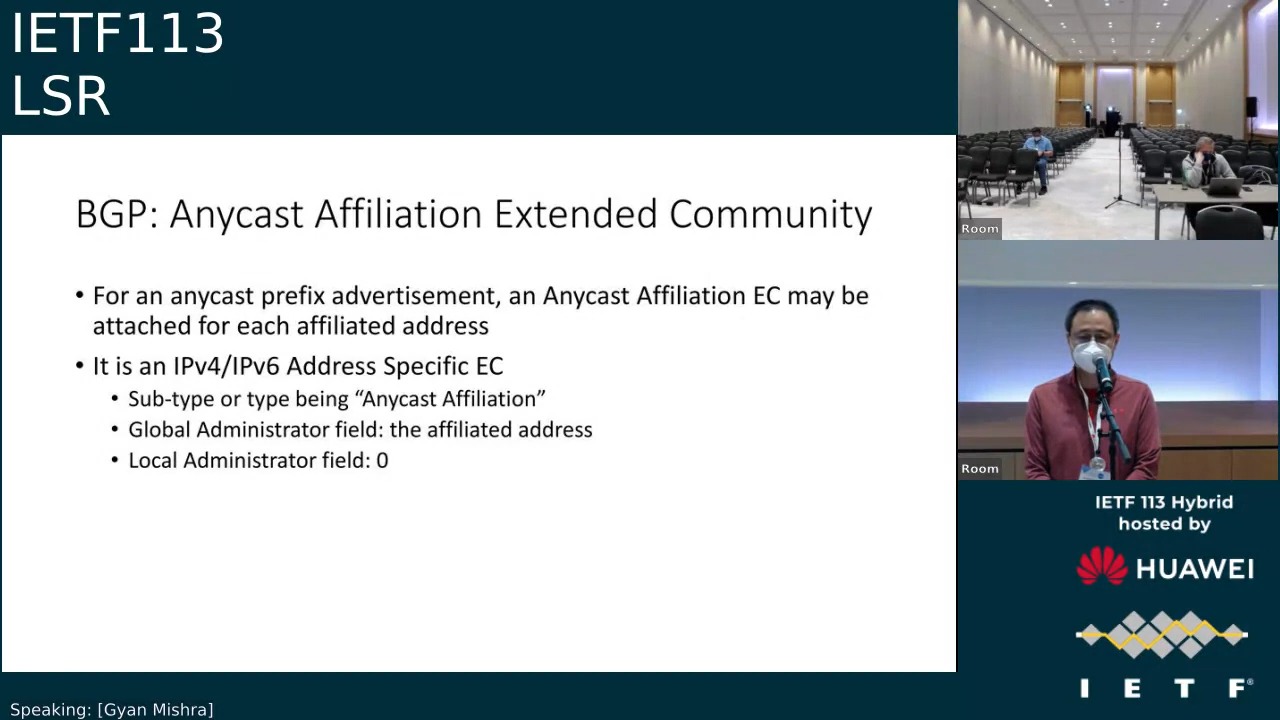 IETF113
LSR
BGP: Anycast Affiliation Extended Community
• For an anycast prefix advertisement, an Anycast Affiliation EC may be
attached for each affiliated address
• It is an IPv4/IPv6 Address Specific EC
• Sub-type or type being “Anycast Affiliation”
• Global Administrator field: the affiliated address
• Local Administrator field: 0
Room
Room
IETF 113 Hybrid
hosted by
HUAWEI
I E T F®
Speaking: [Gyan Mishra]